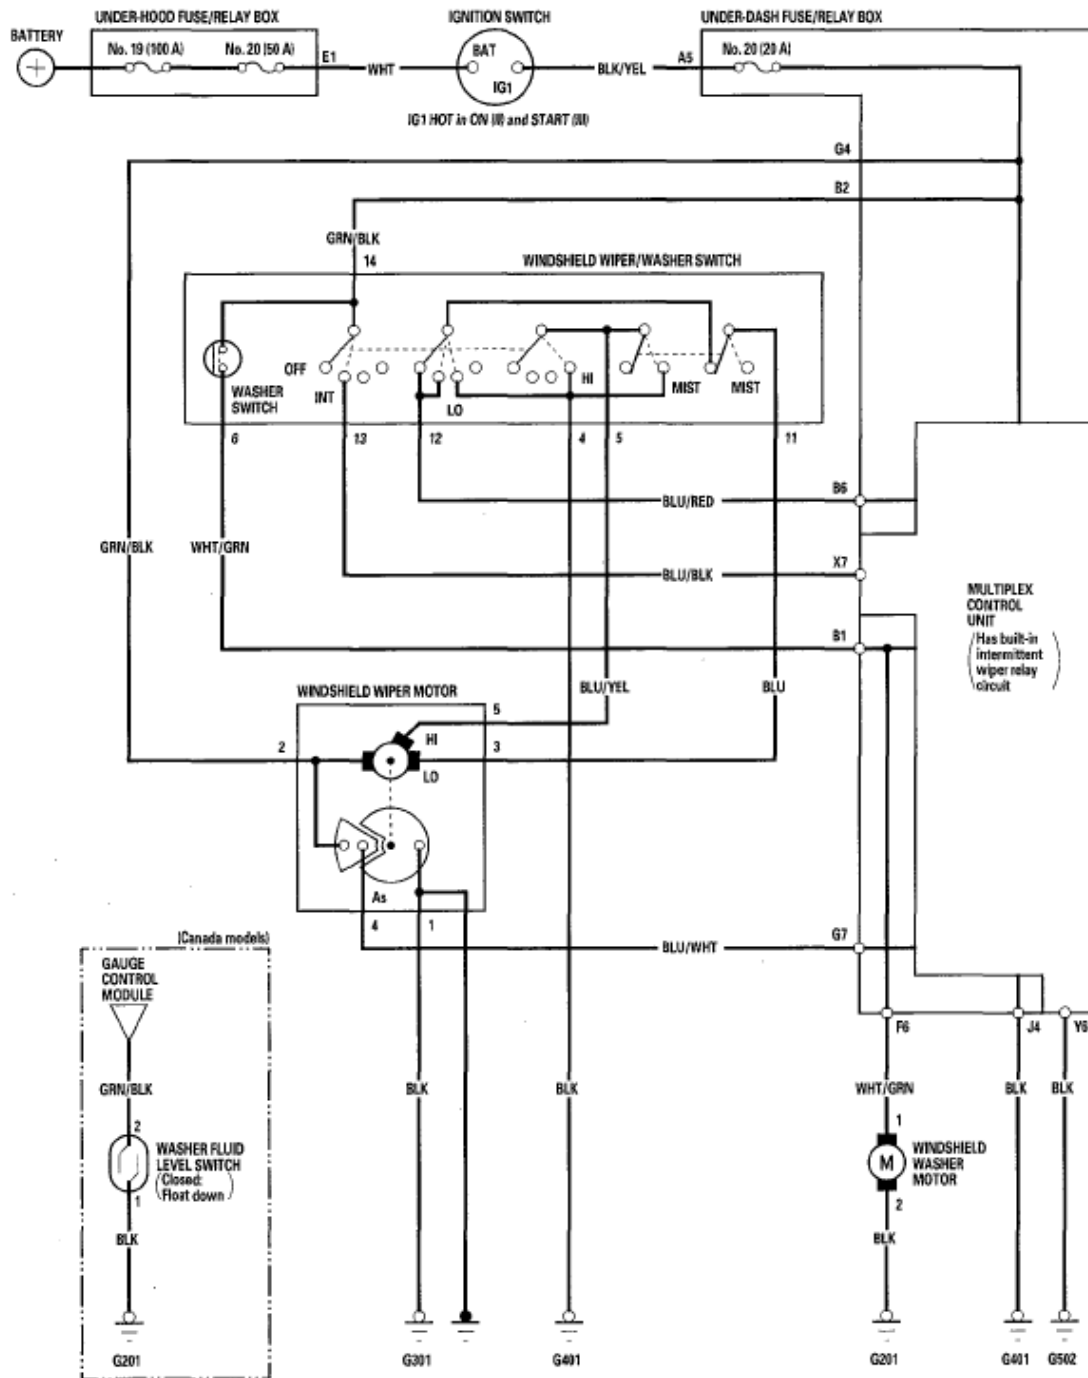 UNDER-HOOD FUSE/RELAY BOX
IGNITION SWITCH
UNDER-DASH FUSE/RELAY BOX
BATTERY
No. 19 (100 A)
No. 20 (50 A)
E1
WHT
BAT
IG1
BLK/YEL
A5
No. 20 (20 A)
IG1 HOT in ON (II) and START (III)
G4
B2
GRN/BLK
14
WINDSHIELD WIPER/WASHER SWITCH
OFF
INT
LO
HI
MIST
MIST
WASHER
SWITCH
6
13
12
4
5
11
BLU/RED
B6
GRN/BLK
WHT/GRN
BLU/BLK
X7
MULTIPLEX
CONTROL
UNIT
(Has built-in
intermittent
wiper relay
circuit)
B1
BLU/YEL
BLU
WINDSHIELD WIPER MOTOR
5
HI
2
3
LO
As
4
1
BLU/WHT
G7
(Canada models)
GAUGE
CONTROL
MODULE
F6
J4
Y6
GRN/BLK
BLK
BLK
WHT/GRN
BLK
BLK
2
WASHER FLUID
LEVEL SWITCH
(Closed:
Float down)
1
1
M
WINDSHIELD
WASHER
MOTOR
2
BLK
BLK
G201
G301
G401
G201
G401
G502